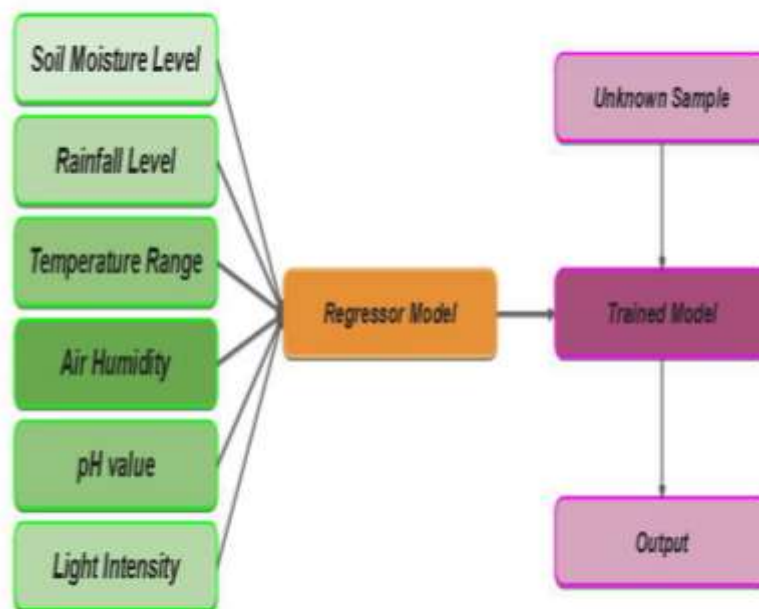 Soil Moisture Level
Rainfall Level
Temperature Range
Air Humidity
pH value
Light Intensity
Regressor Model
Unknown Sample
Trained Model
Output